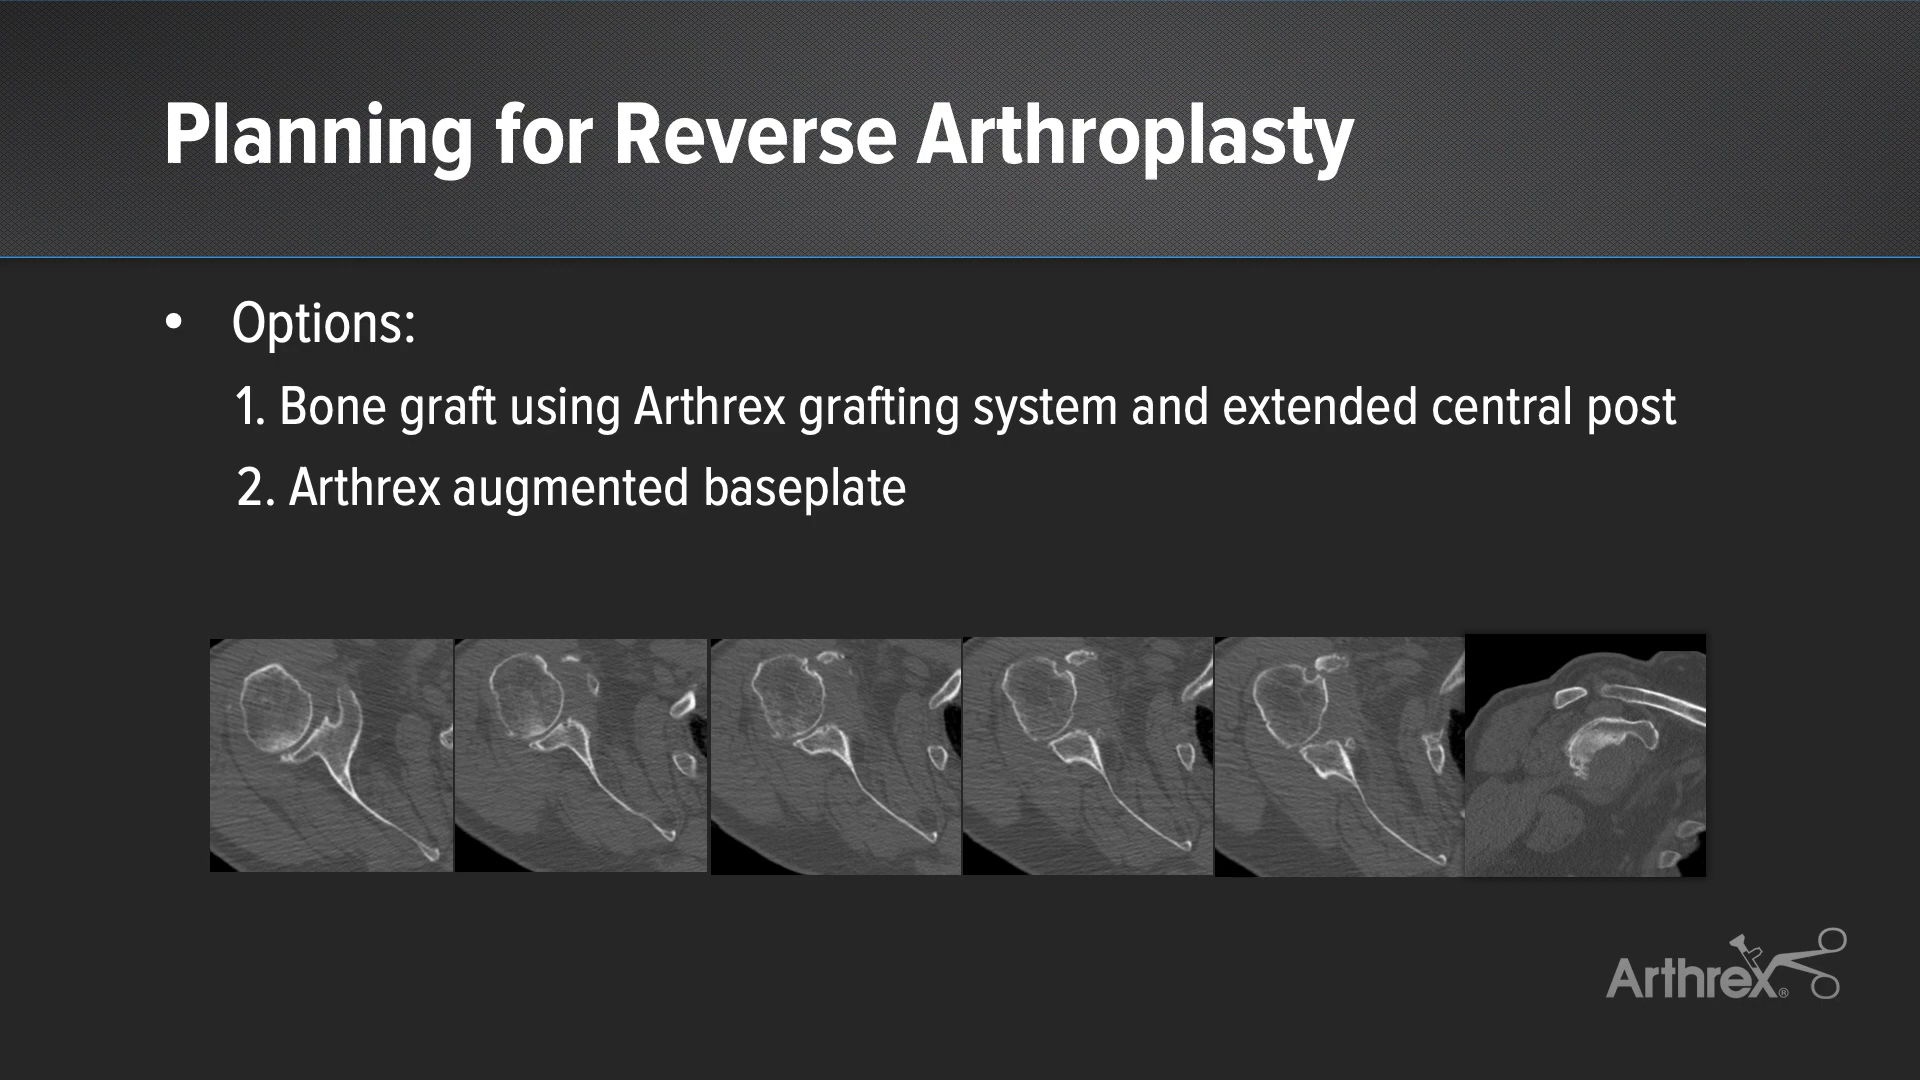 Planning for Reverse Arthroplasty
• Options:
1. Bone graft using Arthrex grafting system and extended central post
2. Arthrex augmented baseplate
Arthrex®